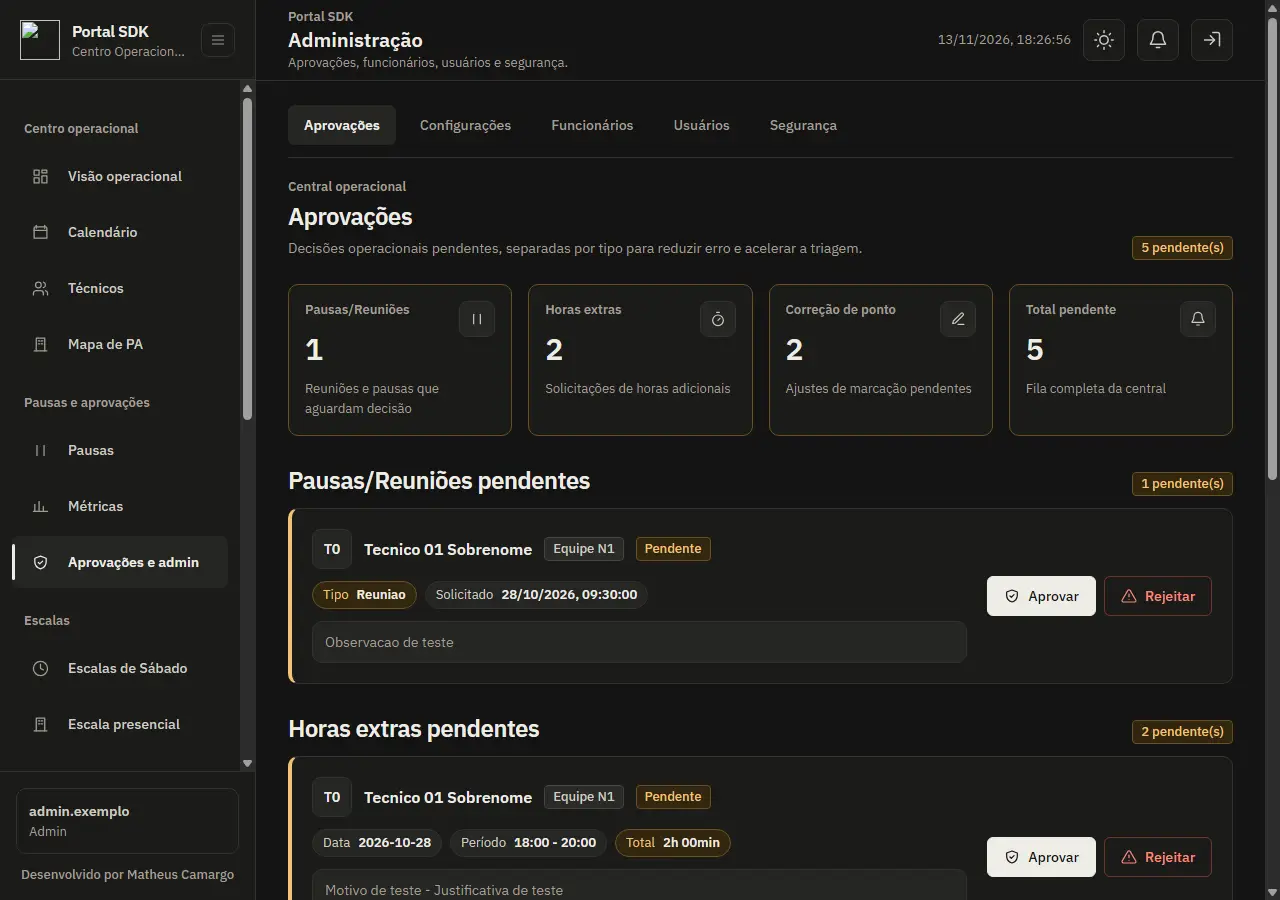 Portal SDK
Centro Operacion...
Centro operacional
Visão operacional
Calendário
Técnicos
Mapa de PA
Pausas e aprovações
Pausas
Métricas
Aprovações e admin
Escalas
Escalas de Sábado
Escala presencial
admin.exemplo
Admin
Desenvolvido por Matheus Camargo
Portal SDK
Administração
Aprovações, funcionários, usuários e segurança.
13/11/2026, 18:26:56
Aprovações
Configurações
Funcionários
Usuários
Segurança
Central operacional
Aprovações
Decisões operacionais pendentes, separadas por tipo para reduzir erro e acelerar a triagem.
5 pendente(s)
Pausas/Reuniões
1
Reuniões e pausas que
aguardam decisão
Horas extras
2
Solicitações de horas adicionais
Correção de ponto
2
Ajustes de marcação pendentes
Total pendente
5
Fila completa da central
Pausas/Reuniões pendentes
1 pendente(s)
T0
Tecnico 01 Sobrenome
Equipe N1
Pendente
Tipo Reuniao
Solicitado 28/10/2026, 09:30:00
Observacao de teste
Aprovar
Rejeitar
Horas extras pendentes
2 pendente(s)
T0
Tecnico 01 Sobrenome
Equipe N1
Pendente
Data 2026-10-28
Período 18:00 - 20:00
Total 2h 00min
Motivo de teste - Justificativa de teste
Aprovar
Rejeitar